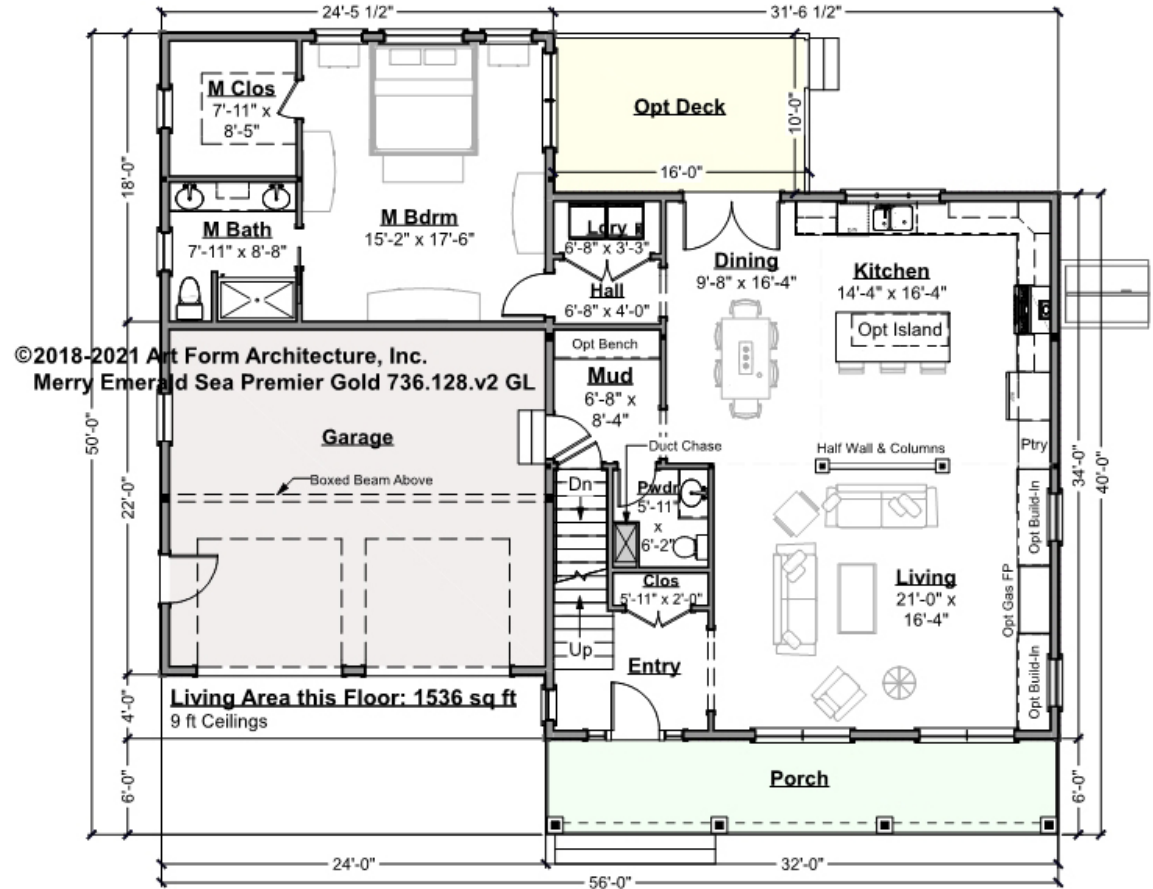 24'-5 1/2"
31'-6 1/2"
M Clos
7'-11" x
8'-5"
Opt Deck
10'-0"
16'-0"
18'-0"
M Bath
7'-11" x 8'-8"
M Bdrm
15'-2" x 17'-6"
Ldry
6'-8" x 3'-3"
Hall
6'-8" x 4'-0"
Dining
9'-8" x 16'-4"
Kitchen
14'-4" x 16'-4"
Opt Island
©2018-2021 Art Form Architecture, Inc.
Merry Emerald Sea Premier Gold 736.128.v2 GL
Opt Bench
Mud
6'-8" x
8'-4"
50'-0"
Garage
Duct Chase
Half Wall & Columns
Ptry
34'-0"
40'-0"
Boxed Beam Above
22'-0"
Dn
Pwdr
5'-11"
x
6'-2"
Opt Build-In
Clos
5'-11" x 2'-0"
Living
21'-0" x
16'-4"
Opt Gas FP
Up
Entry
Opt Build-In
Living Area this Floor: 1536 sq ft
9 ft Ceilings
4'-0"
6'-0"
Porch
6'-0"
24'-0"
32'-0"
56'-0"